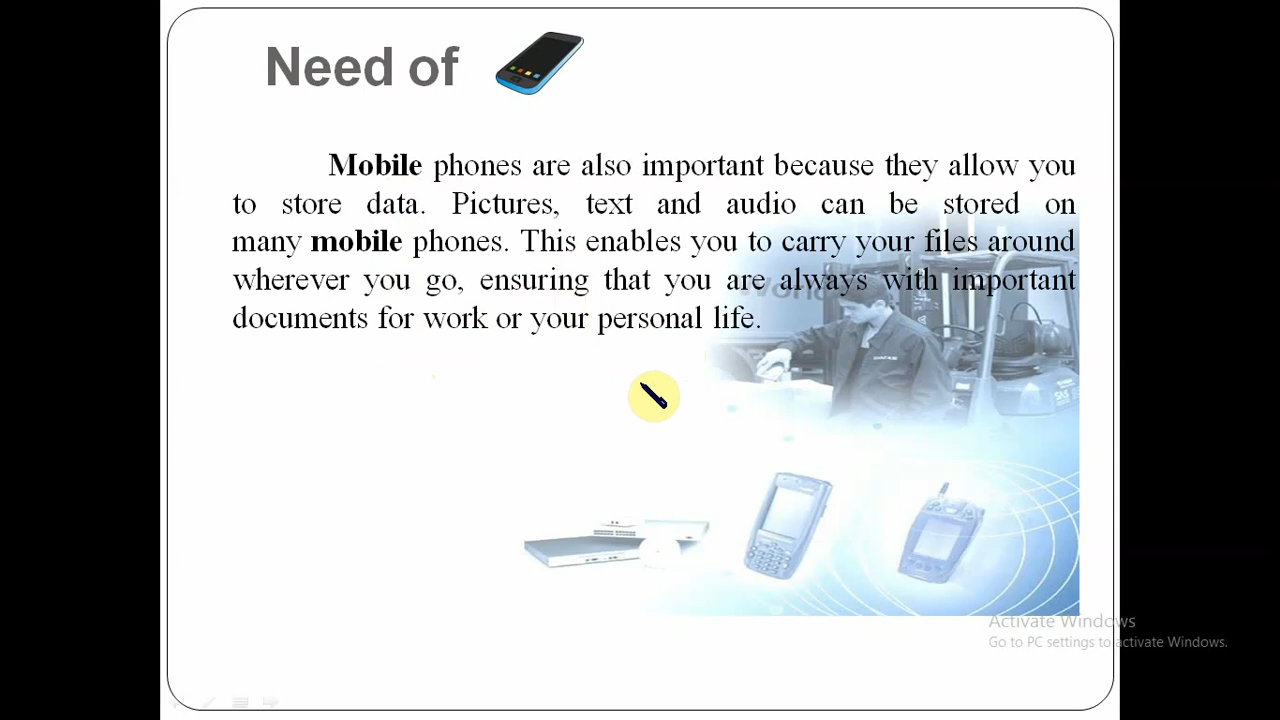 Need of
Mobile phones are also important because they allow you
to store data. Pictures, text and audio can be stored on
many mobile phones. This enables you to carry your files around
wherever you go, ensuring that you are always with important
documents for work or your personal life.
Activate Windows
Go to PC settings to activate Windows.